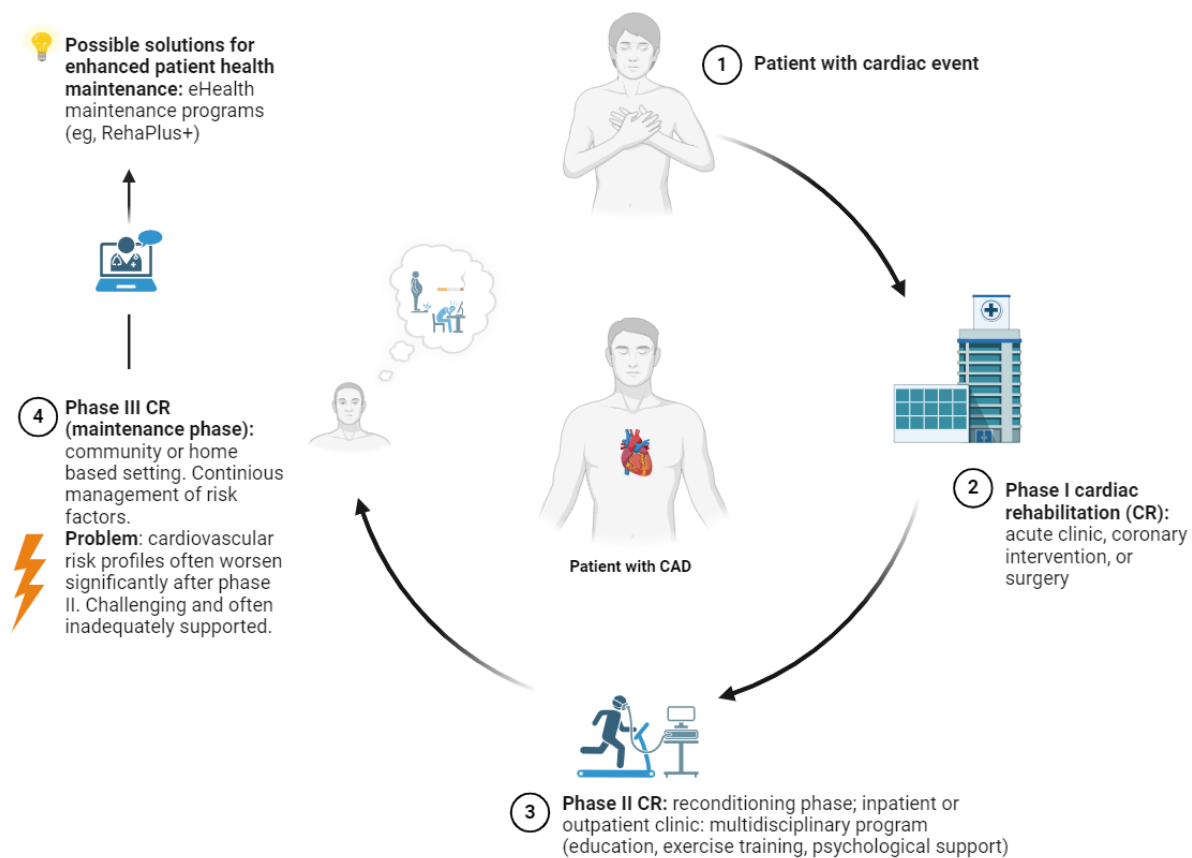 Possible solutions for
enhanced patient health
maintenance: eHealth
maintenance programs
(eg, RehaPlus+)
1
Patient with cardiac event
4
Phase III CR
(maintenance phase):
community or home
based setting. Continious
management of risk
factors.
Problem: cardiovascular
risk profiles often worsen
significantly after phase
II. Challenging and often
inadequately supported.
Patient with CAD
2
Phase I cardiac
rehabilitation (CR):
acute clinic, coronary
intervention, or
surgery
3
Phase II CR: reconditioning phase; inpatient or
outpatient clinic: multidisciplinary program
(education, exercise training, psychological support)